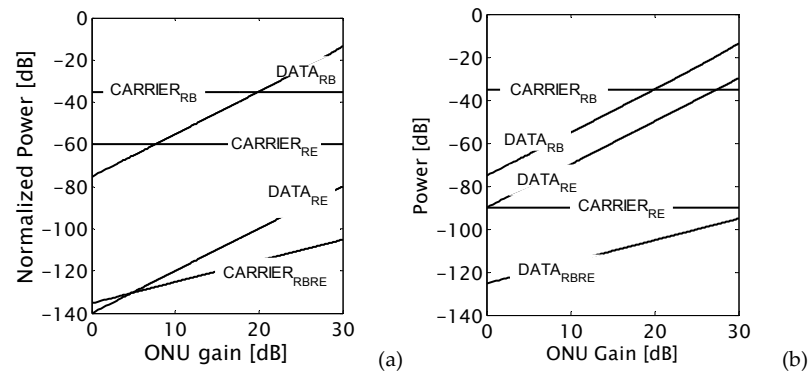 0
-20
-40
-60
-80
-100
-120
-140
Normalized Power [dB]
CARRIER_RB
DATA_RB
CARRIER_RE
DATA_RE
CARRIER_RBRE
0 10 20 30
ONU gain [dB]
(a)
0
-20
-40
-60
-80
-100
-120
-140
Power [dB]
CARRIER_RB
DATA_RB
DATA_RE
CARRIER_RE
DATA_RBRE
0 10 20 30
ONU Gain [dB]
(b)